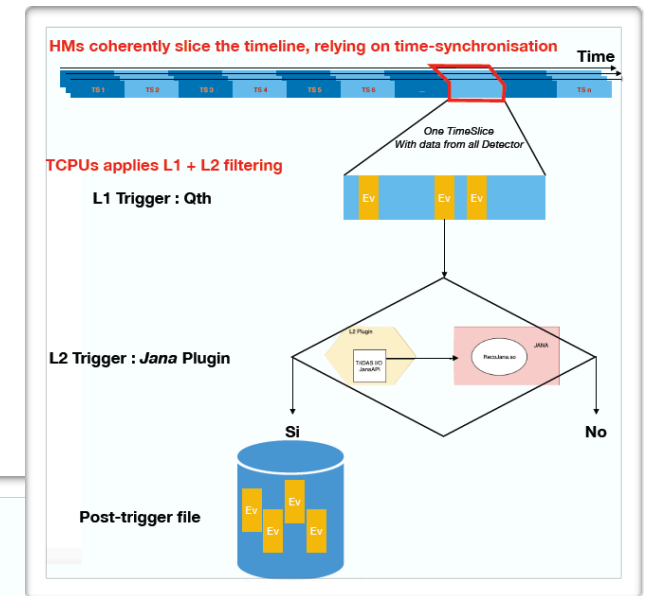 HMs coherently slice the timeline, relying on time-synchronisation
Time
TS 1 TS 2 TS 3 TS 4 TS 5 TS 6 ... TS n
One TimeSlice
With data from all Detector
TCPUs applies L1 + L2 filtering
L1 Trigger : Qth
Ev Ev Ev
L2 Trigger : Jana Plugin
L2 Plugin
TriDAS I/O
JanaAPI
JANA
RecoJana.so
Si
No
Post-trigger file
Ev Ev Ev Ev